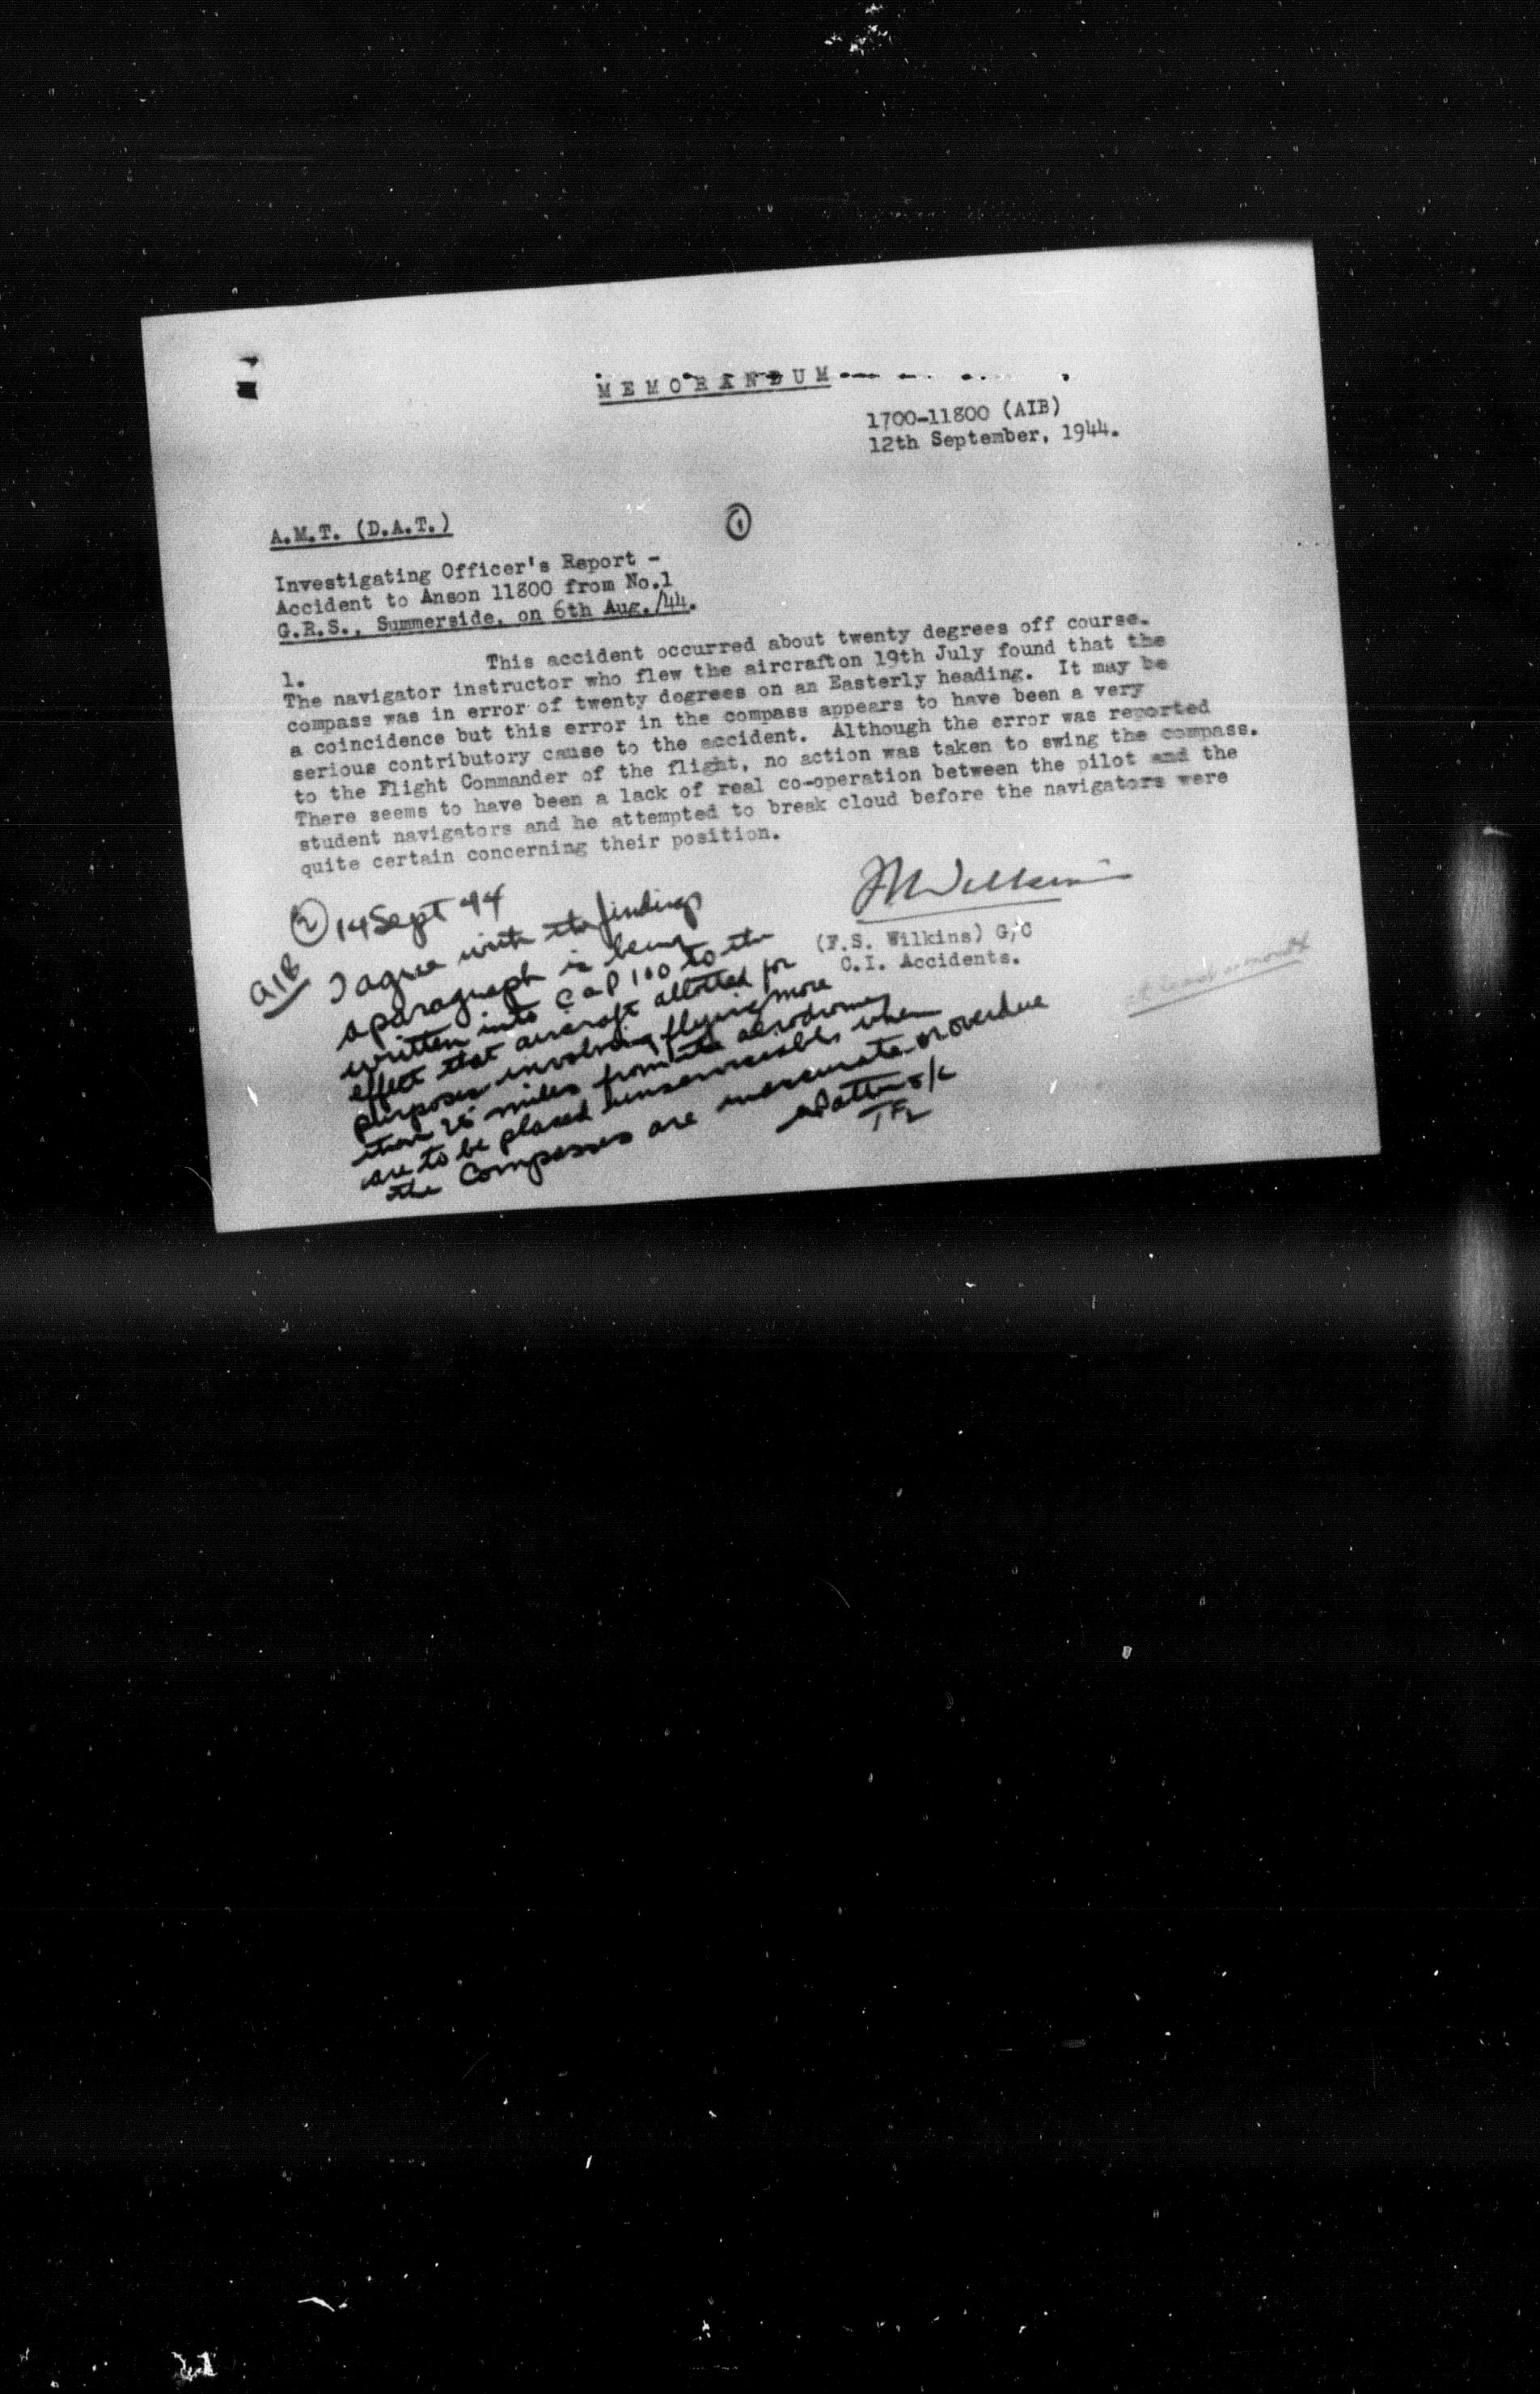 MEMORANDUM
1700-11800 (AIB)
12th September, 1944.
A.M.T. (D.A.T.)
1
Investigating Officer's Report -
Accident to Anson 11800 from No.1
G.R.S., Summerside, on 6th Aug./44.
1. This accident occurred about twenty degrees off course.
The navigator instructor who flew the aircrafton 19th July found that the
compass was in error of twenty degrees on an Easterly heading. It may be
a coincidence but this error in the compass appears to have been a very
serious contributory cause to the accident. Although the error was reported
to the Flight Commander of the flight, no action was taken to swing the compass.
There seems to have been a lack of real co-operation between the pilot and the
student navigators and he attempted to break cloud before the navigators were
quite certain concerning their position.
(F.S. Wilkins) G/C
C.I. Accidents.
2 14 Sept 44
AIB
I agree with the findings
a paragraph is being
written into CAP 100 to the
effect that aircraft allotted for
purposes involving flying more
than 25 miles from the aerodrome
are to be placed unserviceable when
the Compasses are inaccurate or overdue
S/L
TF2
at least